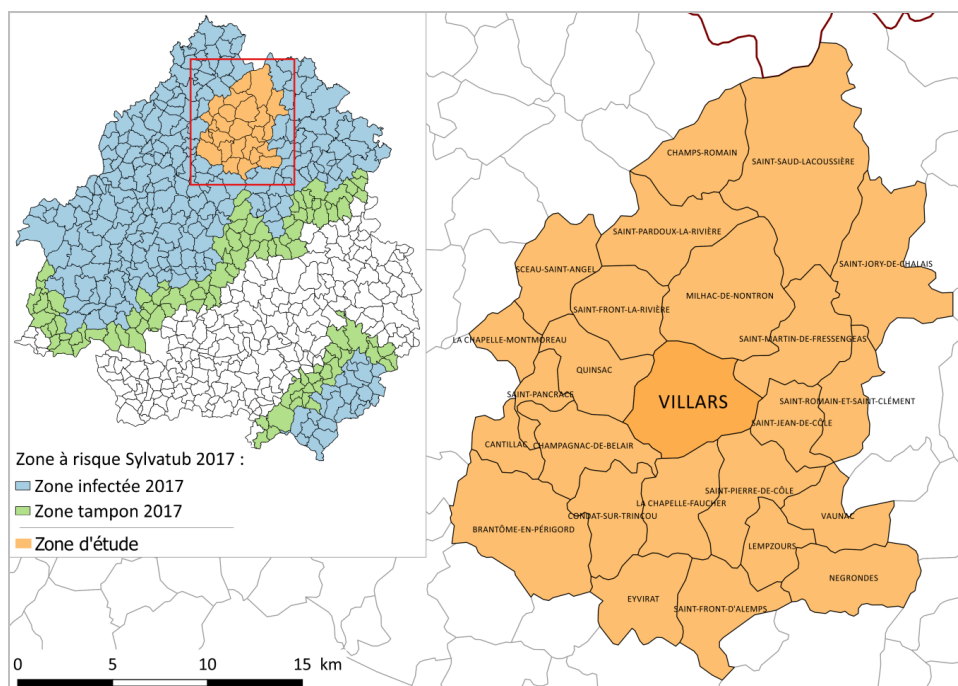 Zone à risque Sylvatub 2017 :
Zone infectée 2017
Zone tampon 2017
Zone d'étude
0 5 10 15 km
CHAMPS-ROMAIN
SAINT-SAUD-LACOUSSIÈRE
SAINT-PARDOUX-LA-RIVIÈRE
SCEAU-SAINT-ANGEL
SAINT-JORY-DE-CHALAIS
MILHAC-DE-NONTRON
SAINT-FRONT-LA-RIVIÈRE
LA CHAPELLE-MONTMOREAU
SAINT-MARTIN-DE-FRESSENGEAS
QUINSAC
SAINT-PANCRACE
VILLARS
SAINT-ROMAIN-ET-SAINT-CLÉMENT
SAINT-JEAN-DE-CÔLE
CANTILLAC
CHAMPAGNAC-DE-BELAIR
SAINT-PIERRE-DE-CÔLE
LA CHAPELLE-FAUCHER
CONDAT-SUR-TRINCOU
VAUNAC
BRANTÔME-EN-PÉRIGORD
LEMPZOURS
NEGRONDES
EYVIRAT
SAINT-FRONT-D'ALEMPS